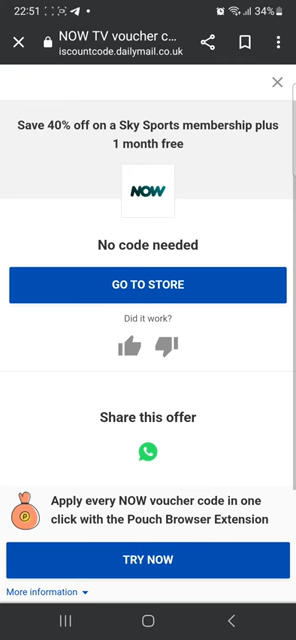 22:51 34%
NOW TV voucher c...
iscountcode.dailymail.co.uk
Save 40% off on a Sky Sports membership plus
1 month free
NOW
No code needed
GO TO STORE
Did it work?
Share this offer
P
Apply every NOW voucher code in one
click with the Pouch Browser Extension
TRY NOW
More information